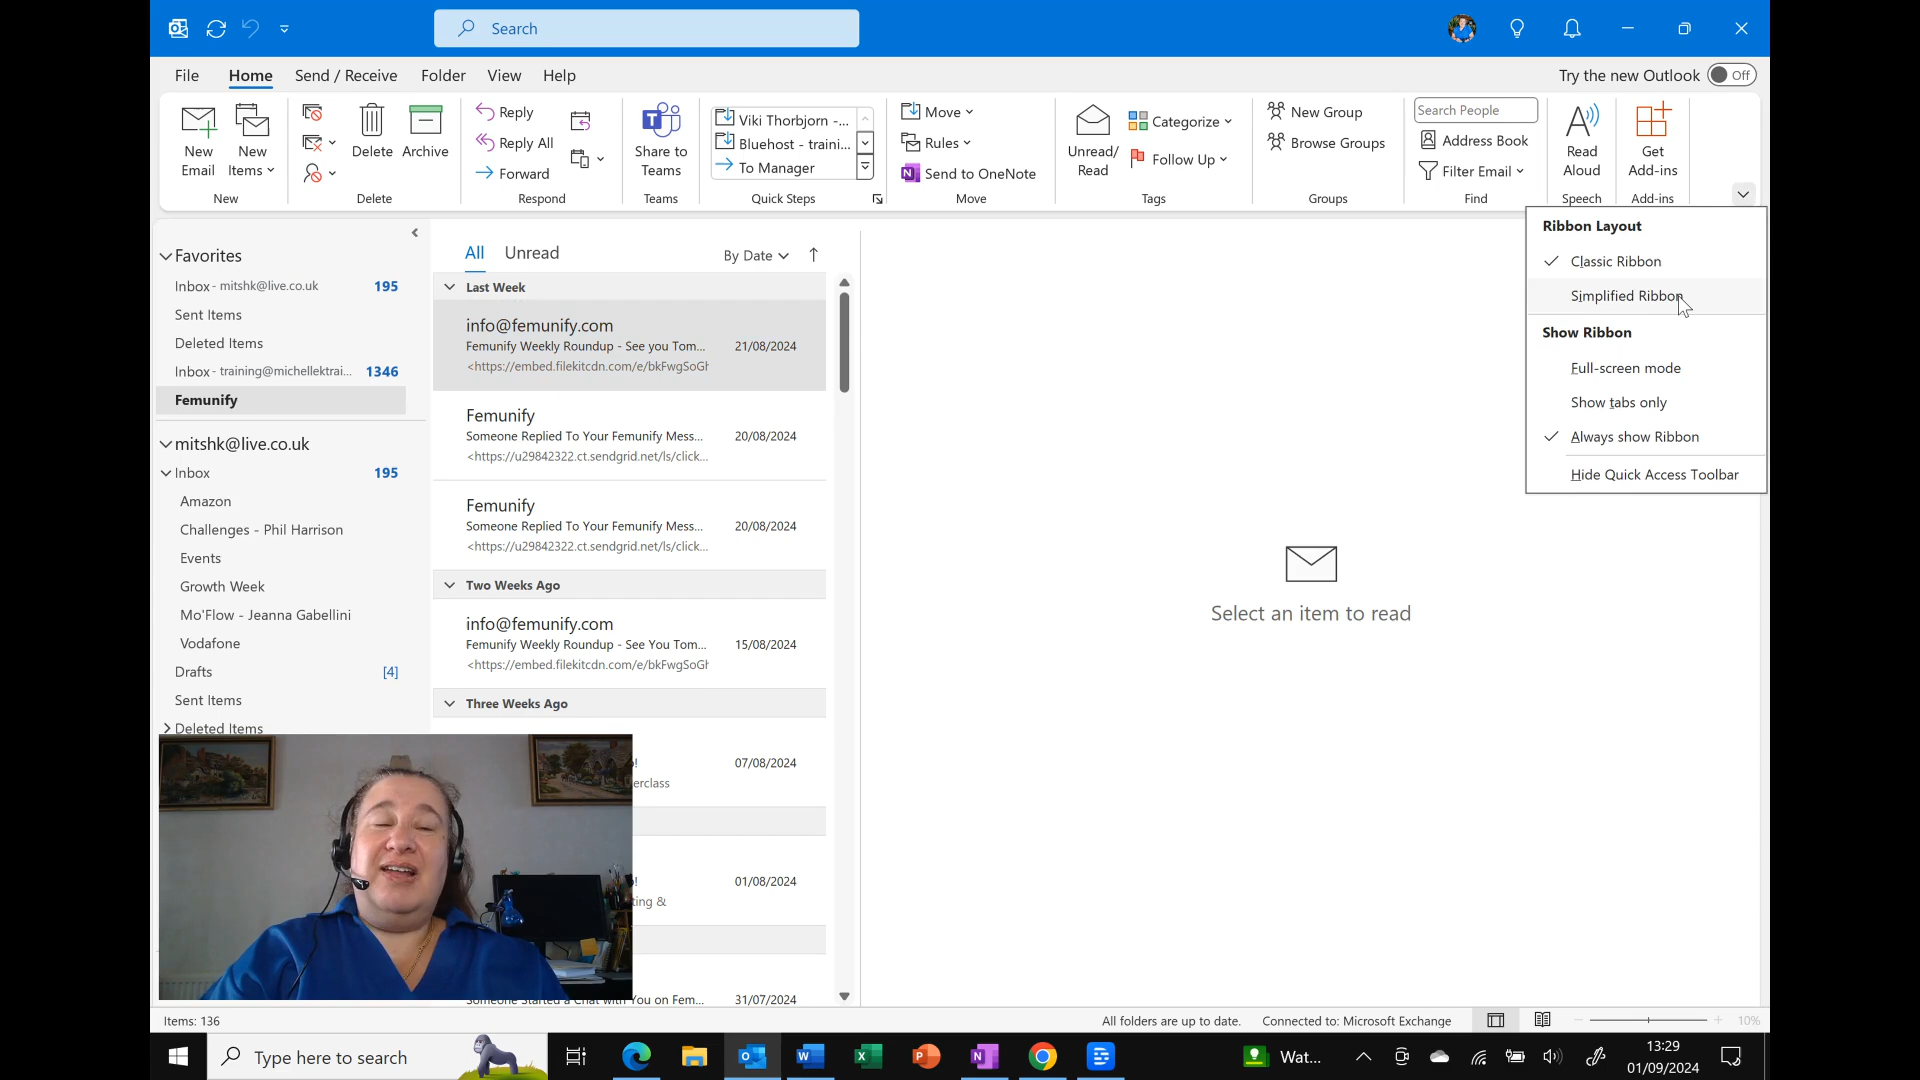 Search
File Home Send / Receive Folder View Help
Try the new Outlook Off
New Email
New Items
New
Delete
Archive
Delete
Reply
Reply All
Forward
Respond
Share to Teams
Teams
Viki Thorbjorn -...
Bluehost - traini...
To Manager
Quick Steps
Move
Rules
Send to OneNote
Move
Unread/ Read
Categorize
Follow Up
Tags
New Group
Browse Groups
Groups
Search People
Address Book
Filter Email
Find
Read Aloud
Speech
Get Add-ins
Add-ins
Ribbon Layout
Classic Ribbon
Simplified Ribbon
Show Ribbon
Full-screen mode
Show tabs only
Always show Ribbon
Hide Quick Access Toolbar
Favorites
Inbox - mitshk@live.co.uk 195
Sent Items
Deleted Items
Inbox - training@michellektrai... 1346
Femunify
mitshk@live.co.uk
Inbox 195
Amazon
Challenges - Phil Harrison
Events
Growth Week
Mo'Flow - Jeanna Gabellini
Vodafone
Drafts [4]
Sent Items
Deleted Items
All Unread By Date
Last Week
info@femunify.com
Femunify Weekly Roundup - See you Tom... 21/08/2024
<https://embed.filekitcdn.com/e/bkFwgSoGh
Femunify
Someone Replied To Your Femunify Mess... 20/08/2024
<https://u29842322.ct.sendgrid.net/ls/click...
Femunify
Someone Replied To Your Femunify Mess... 20/08/2024
<https://u29842322.ct.sendgrid.net/ls/click...
Two Weeks Ago
info@femunify.com
Femunify Weekly Roundup - See You Tom... 15/08/2024
<https://embed.filekitcdn.com/e/bkFwgSoGh
Three Weeks Ago
! 07/08/2024
erclass
! 01/08/2024
ting &
Someone Started a Chat with You on Fem... 31/07/2024
Select an item to read
Items: 136
All folders are up to date. Connected to: Microsoft Exchange 10%
Type here to search
Wat...
13:29
01/09/2024